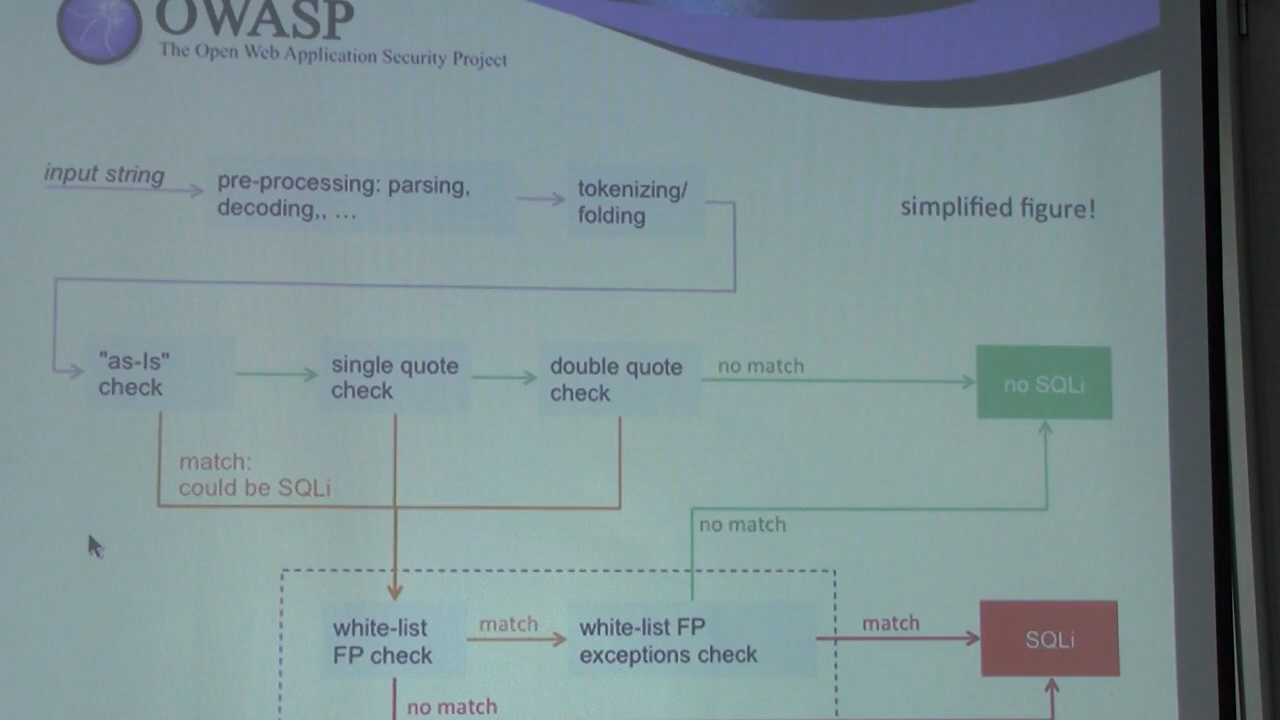 OWASP
The Open Web Application Security Project
input string
pre-processing: parsing,
decoding,, ...
tokenizing/
folding
simplified figure!
"as-Is"
check
single quote
check
double quote
check
no match
no SQLi
match:
could be SQLi
no match
white-list
FP check
match
white-list FP
exceptions check
match
SQLi
no match